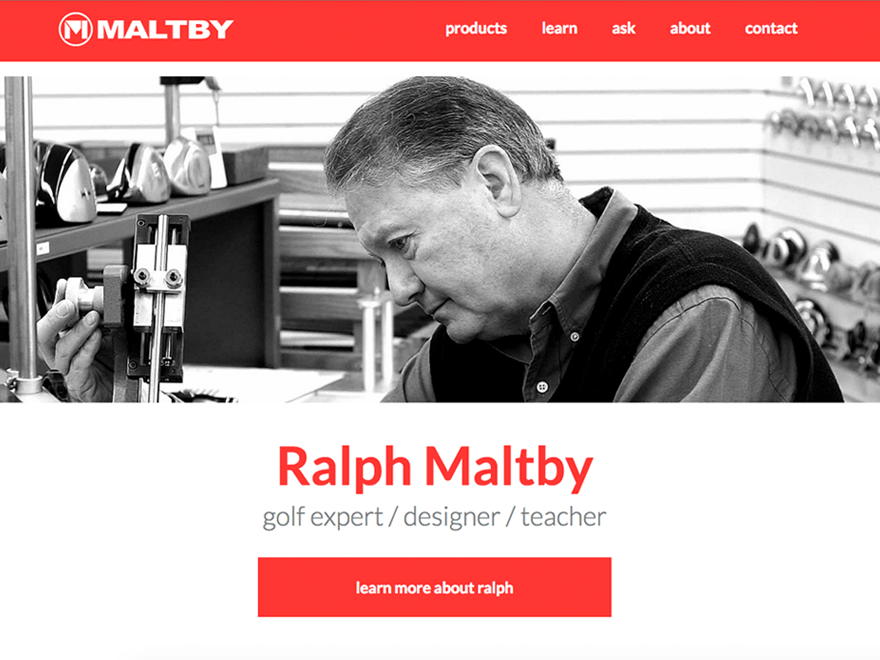 MALTBY
products learn ask about contact
Ralph Maltby
golf expert / designer / teacher
learn more about ralph